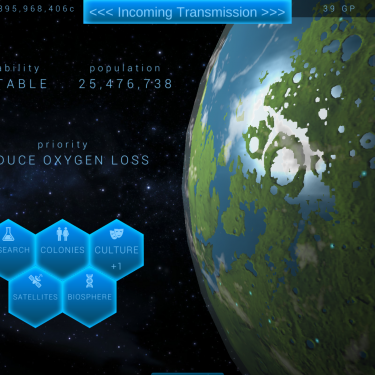 395,968,406c
<<< Incoming Transmission >>>
39 GP
ability
population
TABLE
25,476,738
priority
DUCE OXYGEN LOSS
SEARCH
COLONIES
CULTURE
+1
SATELLITES
BIOSPHERE